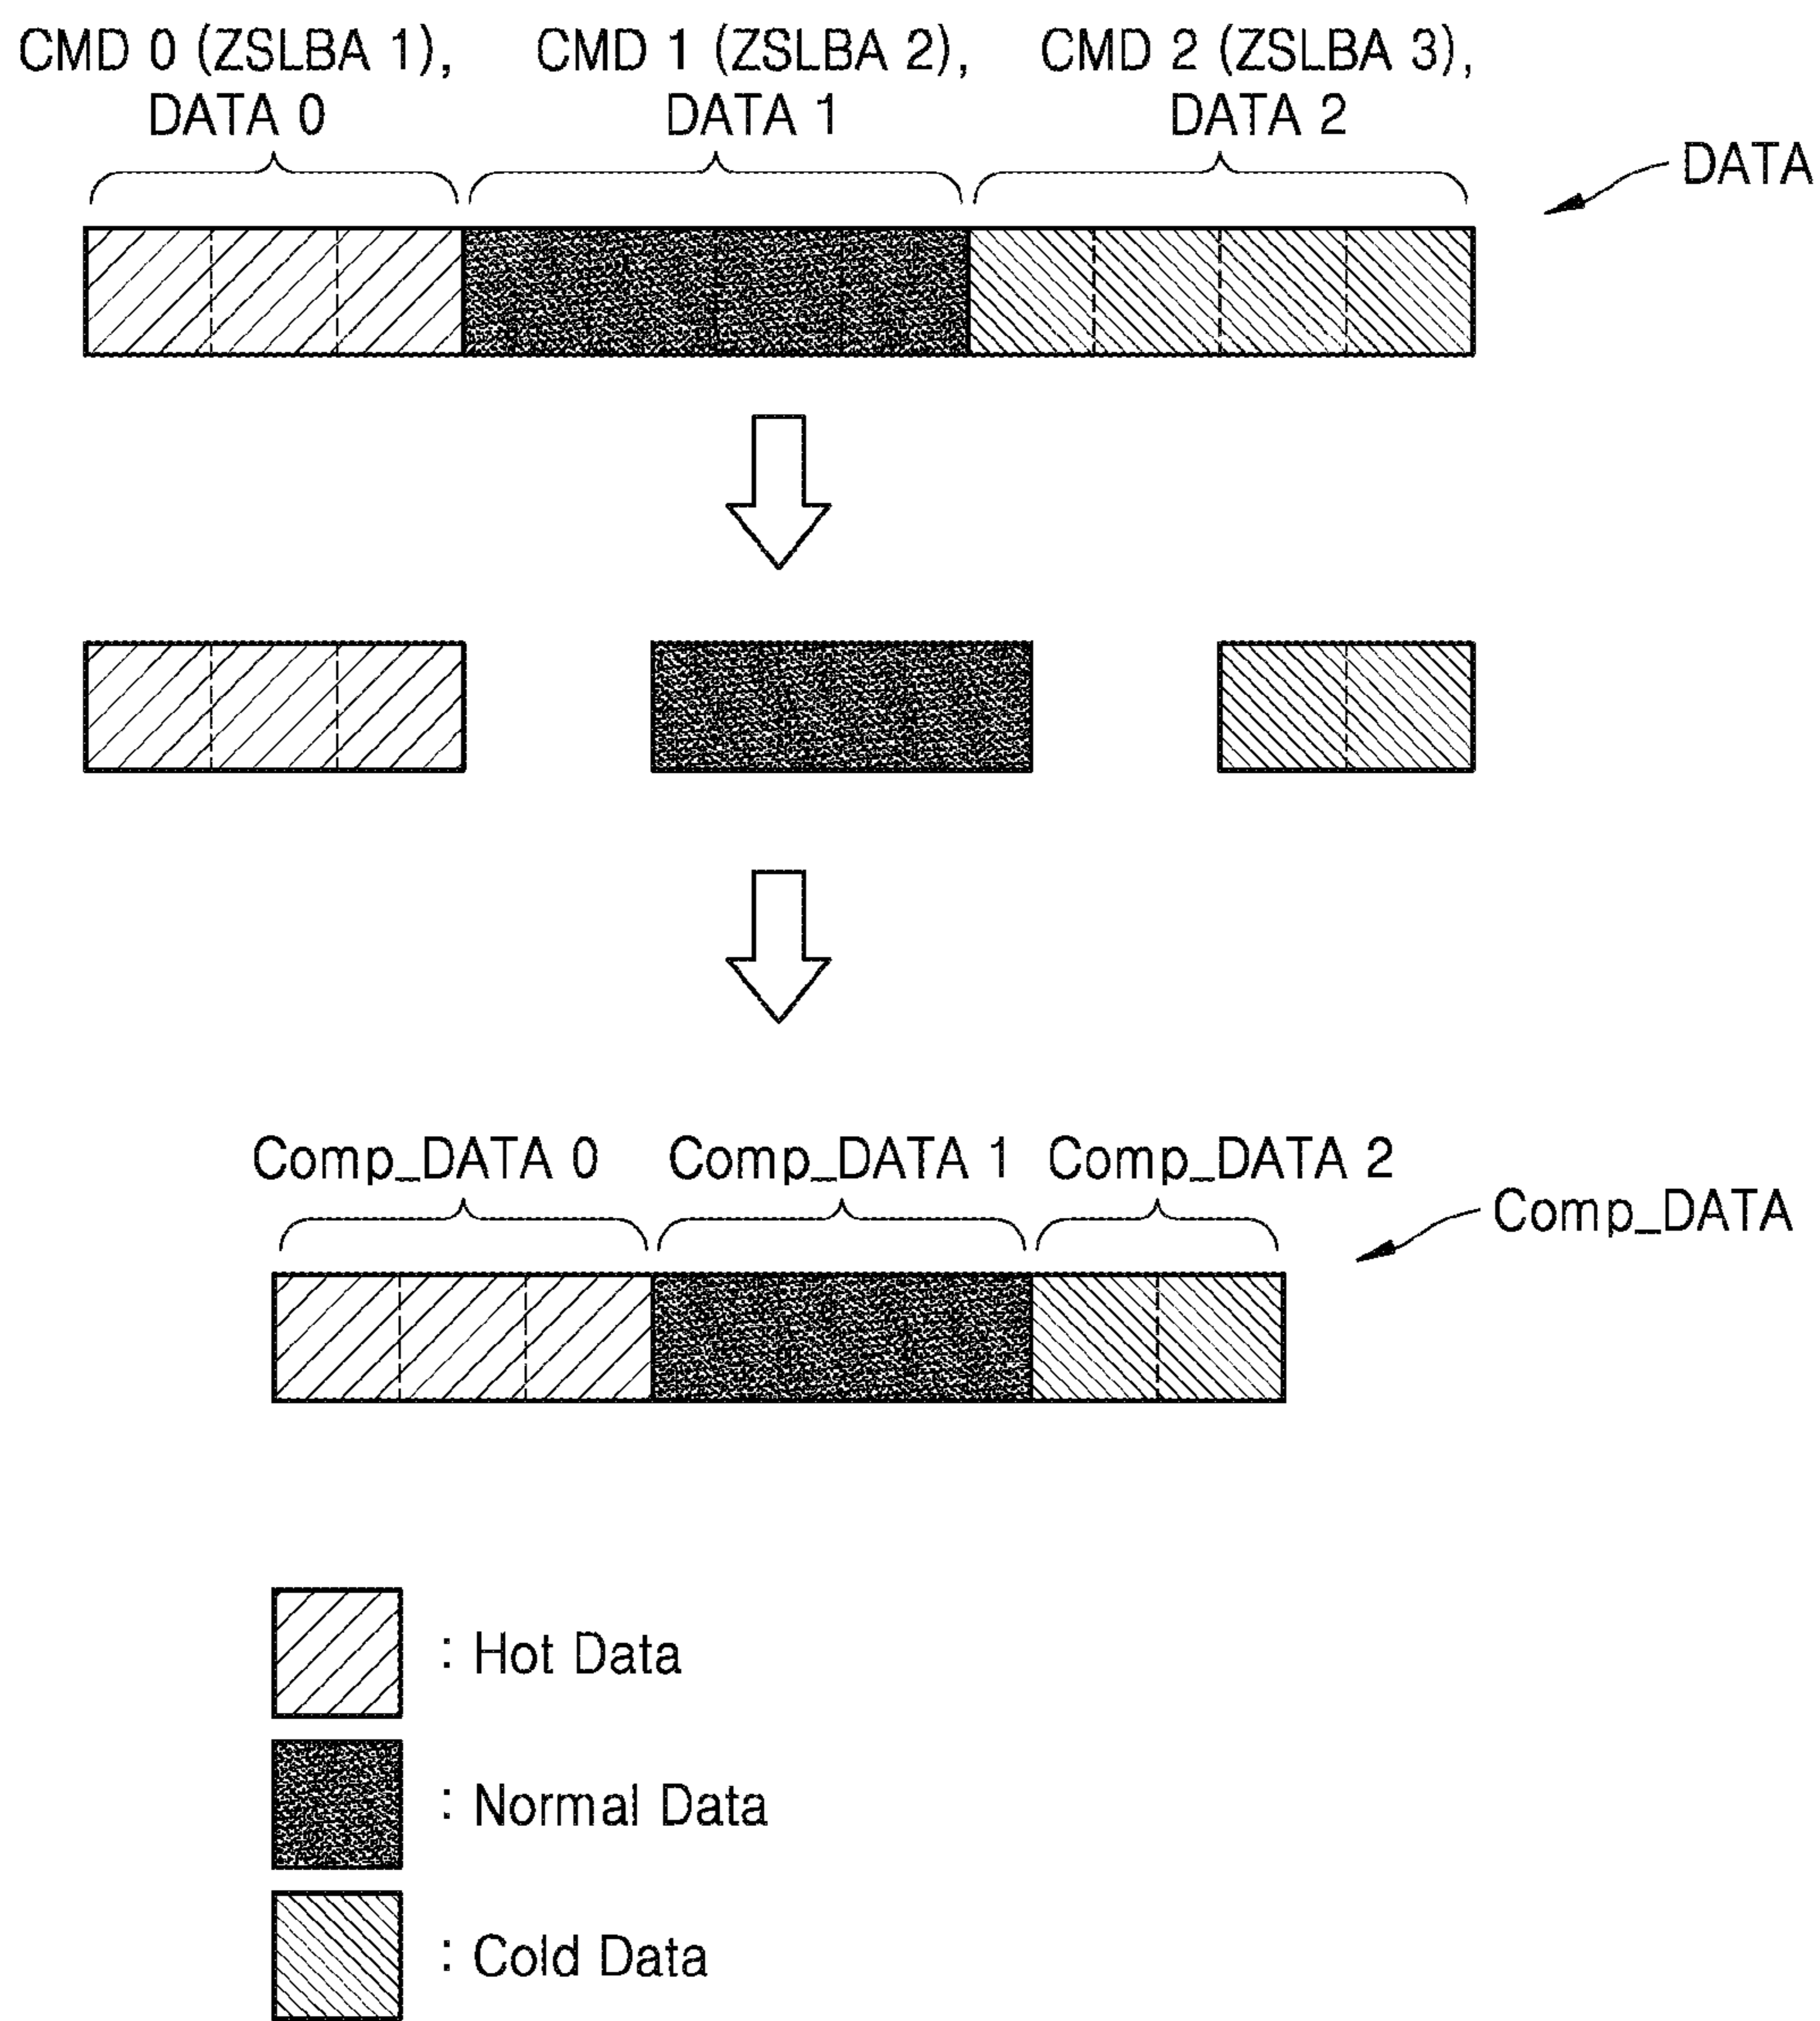 CMD 0 (ZSLBA 1), CMD 1 (ZSLBA 2), CMD 2 (ZSLBA 3),
DATA 0 DATA 1 DATA 2
DATA
Comp_DATA 0 Comp_DATA 1 Comp_DATA 2
Comp_DATA
: Hot Data
: Normal Data
: Cold Data